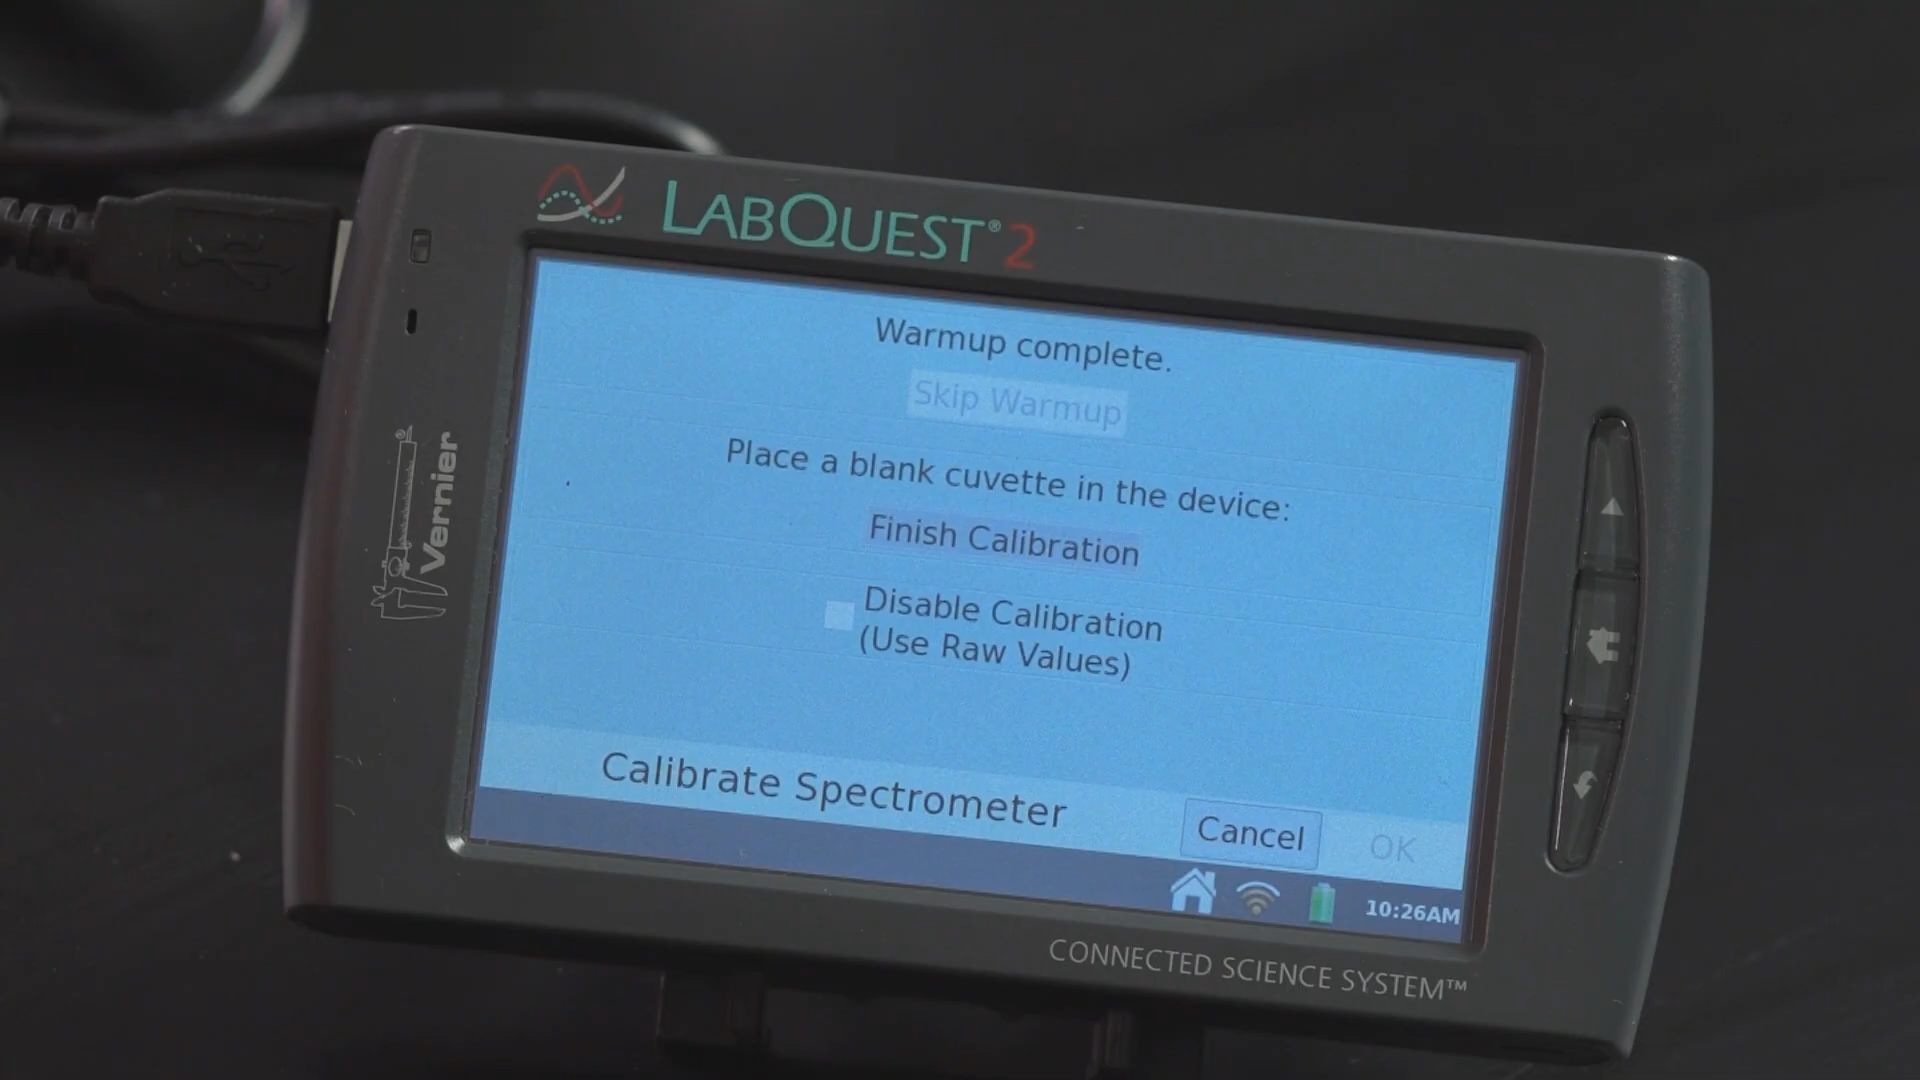 LABQUEST® 2
Warmup complete.
Skip Warmup
Place a blank cuvette in the device:
Finish Calibration
Disable Calibration
(Use Raw Values)
Calibrate Spectrometer
Cancel
OK
10:26AM
Vernier®
CONNECTED SCIENCE SYSTEM™